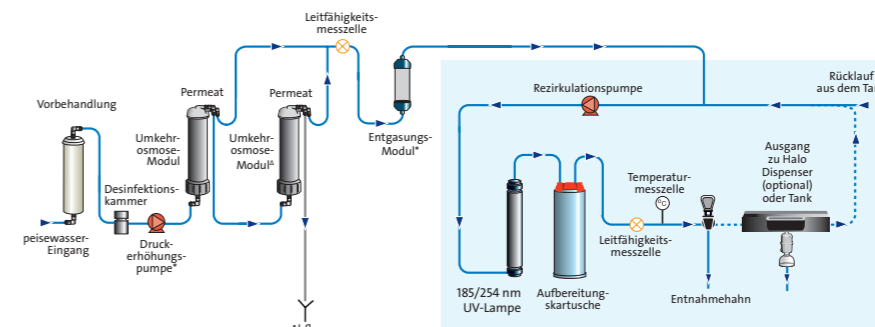 Leitfähigkeits-
messzelle
Vorbehandlung
Permeat
Permeat
Umkehr-
osmose-
Modul
Umkehr-
osmose-
Modul△
Entgasungs-
Modul*
Desinfektions-
kammer
peisewasser-
Eingang
Druck-
erhöhungs-
pumpe*
Rezirkulationspumpe
Rücklauf
aus dem Tan
Ausgang
zu Halo
Dispenser
(optional)
oder Tank
Temperatur-
messzelle
°C
Leitfähigkeits-
messzelle
185/254 nm
UV-Lampe
Aufbereitung-
skartusche
Entnahmehahn